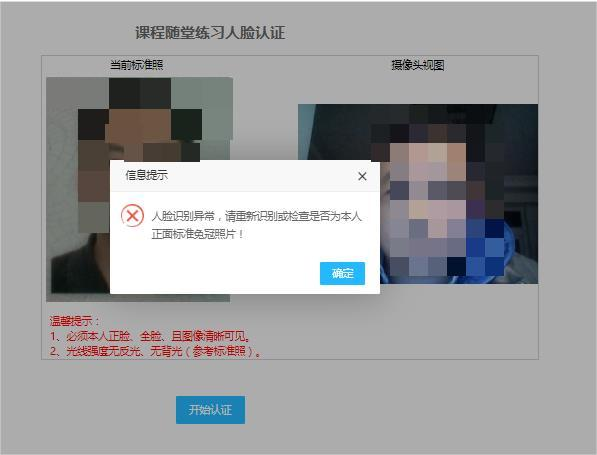 课程随堂练习人脸认证
当前标准照
摄像头视图
信息提示
人脸识别异常，请重新识别或检查是否为本人
正面标准免冠照片！
确定
温馨提示：
1、必须本人正脸、全脸、且图像清晰可见。
2、光线强度无反光、无背光（参考标准照）。
开始认证